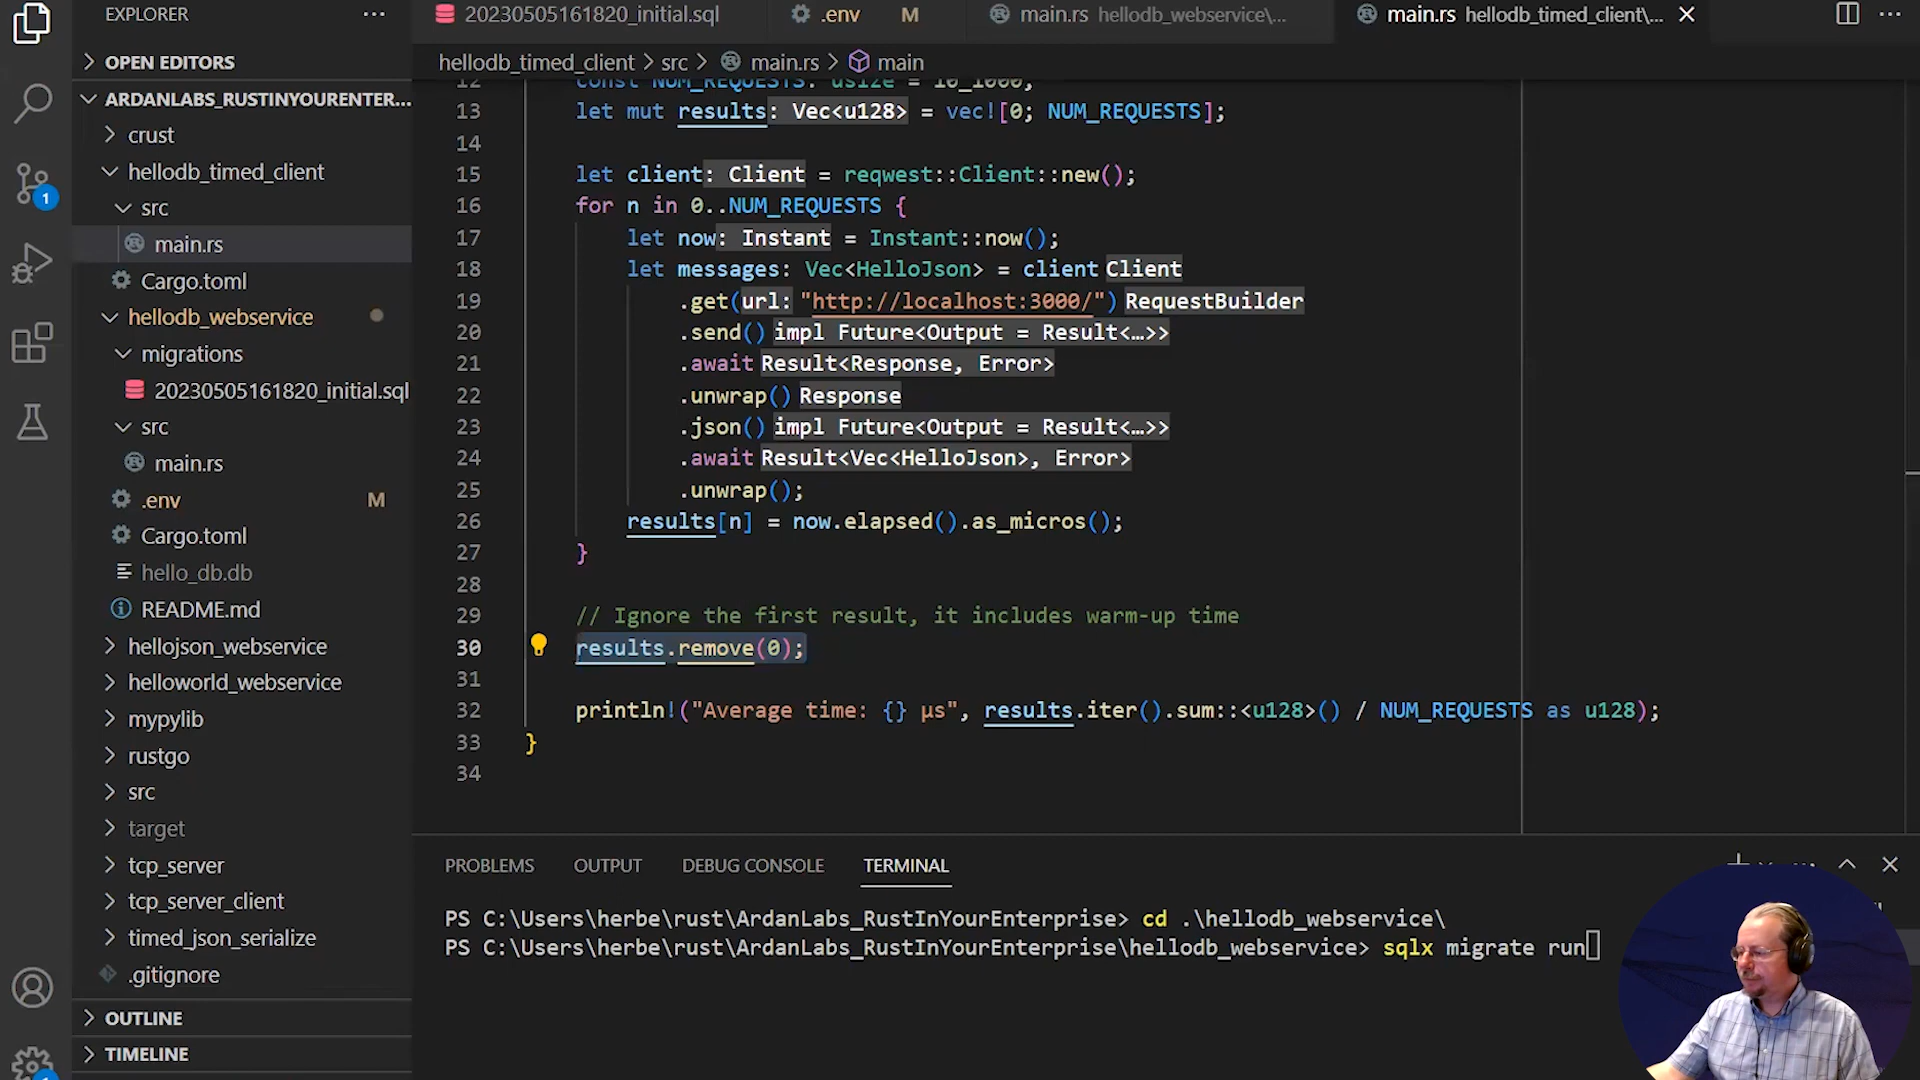 EXPLORER
OPEN EDITORS
ARDANLABS_RUSTINYOURENTER...
crust
hellodb_timed_client
src
main.rs
Cargo.toml
hellodb_webservice
migrations
20230505161820_initial.sql
src
main.rs
.env M
Cargo.toml
hello_db.db
README.md
hellojson_webservice
helloworld_webservice
mypylib
rustgo
src
target
tcp_server
tcp_server_client
timed_json_serialize
.gitignore
OUTLINE
TIMELINE
1
20230505161820_initial.sql .env M main.rs hellodb_webservice\... main.rs hellodb_timed_client\...
hellodb_timed_client > src > main.rs > main
12 const NUM_REQUESTS: usize = 10_1000;
13 let mut results: Vec<u128> = vec![0; NUM_REQUESTS];
14
15 let client: Client = reqwest::Client::new();
16 for n in 0..NUM_REQUESTS {
17 let now: Instant = Instant::now();
18 let messages: Vec<HelloJson> = client Client
19 .get(url: "http://localhost:3000/") RequestBuilder
20 .send() impl Future<Output = Result<…>>
21 .await Result<Response, Error>
22 .unwrap() Response
23 .json() impl Future<Output = Result<…>>
24 .await Result<Vec<HelloJson>, Error>
25 .unwrap();
26 results[n] = now.elapsed().as_micros();
27 }
28
29 // Ignore the first result, it includes warm-up time
30 results.remove(0);
31
32 println!("Average time: {} µs", results.iter().sum::<u128>() / NUM_REQUESTS as u128);
33 }
34
PROBLEMS OUTPUT DEBUG CONSOLE TERMINAL
PS C:\Users\herbe\rust\ArdanLabs_RustInYourEnterprise> cd .\hellodb_webservice\
PS C:\Users\herbe\rust\ArdanLabs_RustInYourEnterprise\hellodb_webservice> sqlx migrate run